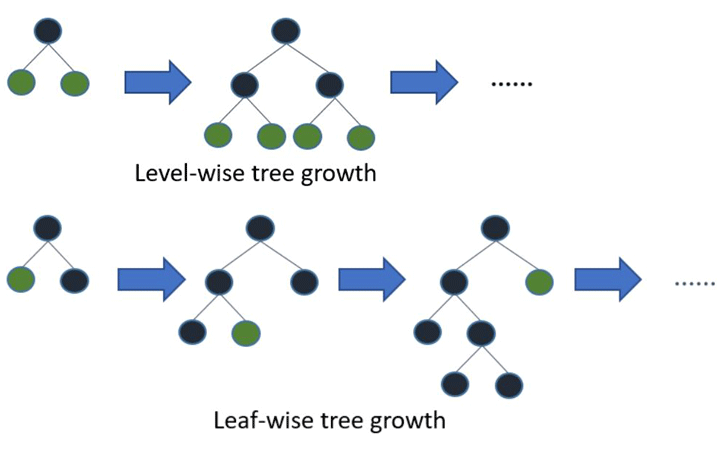 ......
Level-wise tree growth
......
Leaf-wise tree growth